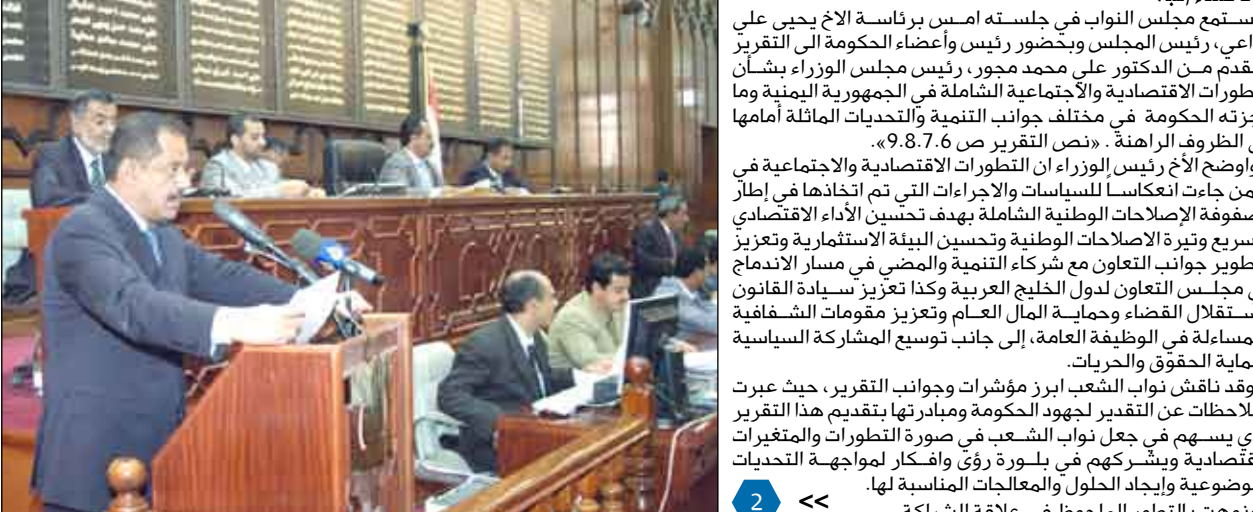 ستمع مجلس النواب في جلسته امس برئاسة الاخ يحيى علي
اعي، رئيس المجلس وبحضور رئيس وأعضاء الحكومة الى التقرير
قدم من الدكتور علي محمد مجور، رئيس مجلس الوزراء بشأن
طورات الاقتصادية والاجتماعية الشاملة في الجمهورية اليمنية وما
جزته الحكومة في مختلف جوانب التنمية والتحديات الماثلة أمامها
ي الظروف الراهنة . «نص التقرير ص 9.8.7.6».
واوضح الأخ رئيس الوزراء ان التطورات الاقتصادية والاجتماعية في
من جاءت انعكاساً للسياسات والاجراءات التي تم اتخاذها في إطار
صفوفة الإصلاحات الوطنية الشاملة بهدف تحسين الأداء الاقتصادي
سريع وتيرة الاصلاحات الوطنية وتحسين البيئة الاستثمارية وتعزيز
طوير جوانب التعاون مع شركاء التنمية والمضي في مسار الاندماج
ي مجلس التعاون لدول الخليج العربية وكذا تعزيز سيادة القانون
ستقلال القضاء وحماية المال العام وتعزيز مقومات الشفافية
لمساءلة في الوظيفة العامة، إلى جانب توسيع المشاركة السياسية
ماية الحقوق والحريات.
وقد ناقش نواب الشعب ابرز مؤشرات وجوانب التقرير، حيث عبرت
لاحظات عن التقدير لجهود الحكومة ومبادرتها بتقديم هذا التقرير
ي يسهم في جعل نواب الشعب في صورة التطورات والمتغيرات
قتصادية ويشركهم في بلورة رؤى وافكار لمواجهة التحديات
وضوعية وإيجاد الحلول والمعالجات المناسبة لها.
>> 2